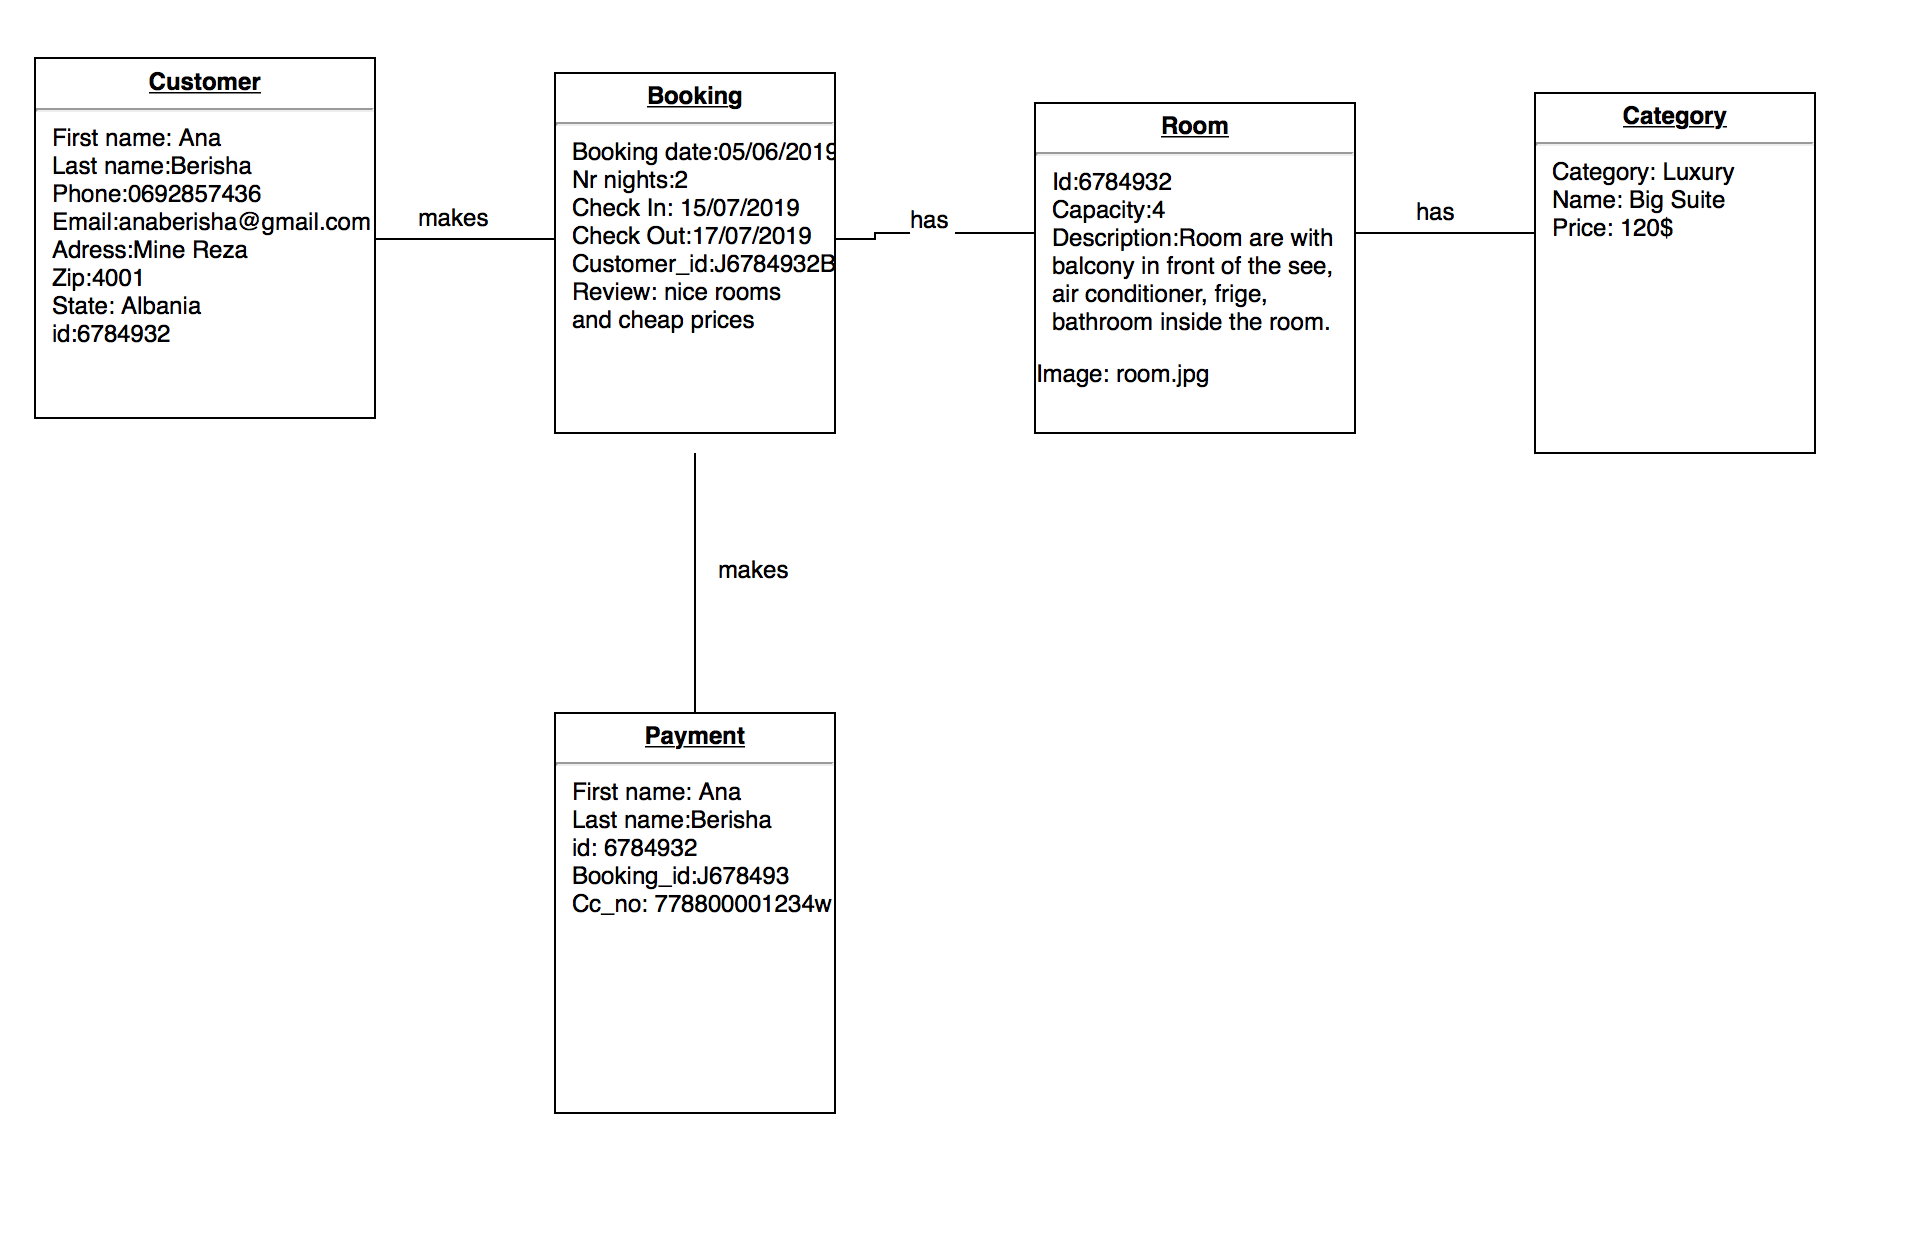 Customer
First name: Ana
Last name:Berisha
Phone:0692857436
Email:anaberisha@gmail.com
Adress:Mine Reza
Zip:4001
State: Albania
id:6784932
makes
Booking
Booking date:05/06/2019
Nr nights:2
Check In: 15/07/2019
Check Out:17/07/2019
Customer_id:J6784932B
Review: nice rooms
and cheap prices
has
Room
Id:6784932
Capacity:4
Description:Room are with
balcony in front of the see,
air conditioner, frige,
bathroom inside the room.
Image: room.jpg
has
Category
Category: Luxury
Name: Big Suite
Price: 120$
makes
Payment
First name: Ana
Last name:Berisha
id: 6784932
Booking_id:J678493
Cc_no: 778800001234w